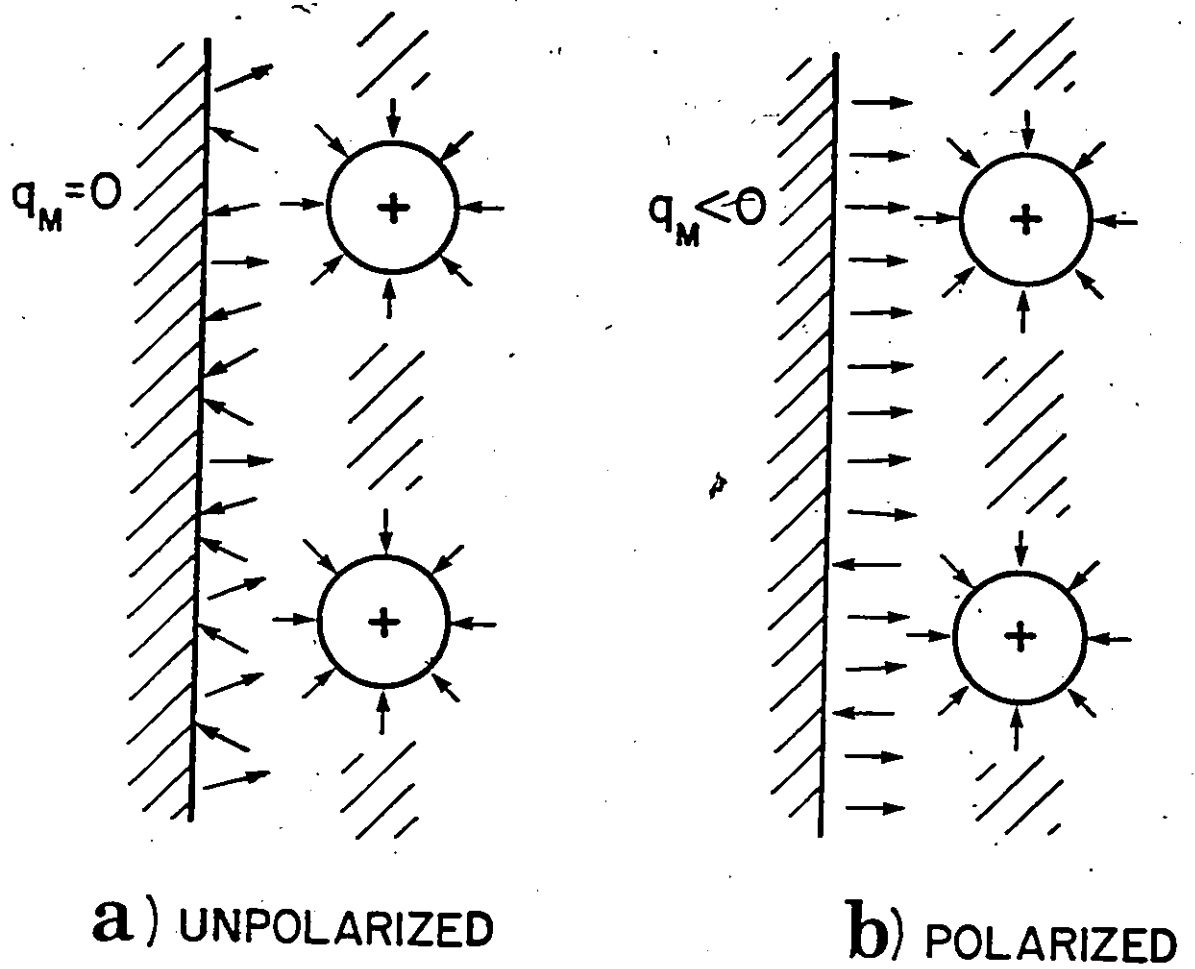 q_M=0
+
+
a) UNPOLARIZED
q_M<0
+
+
b) POLARIZED